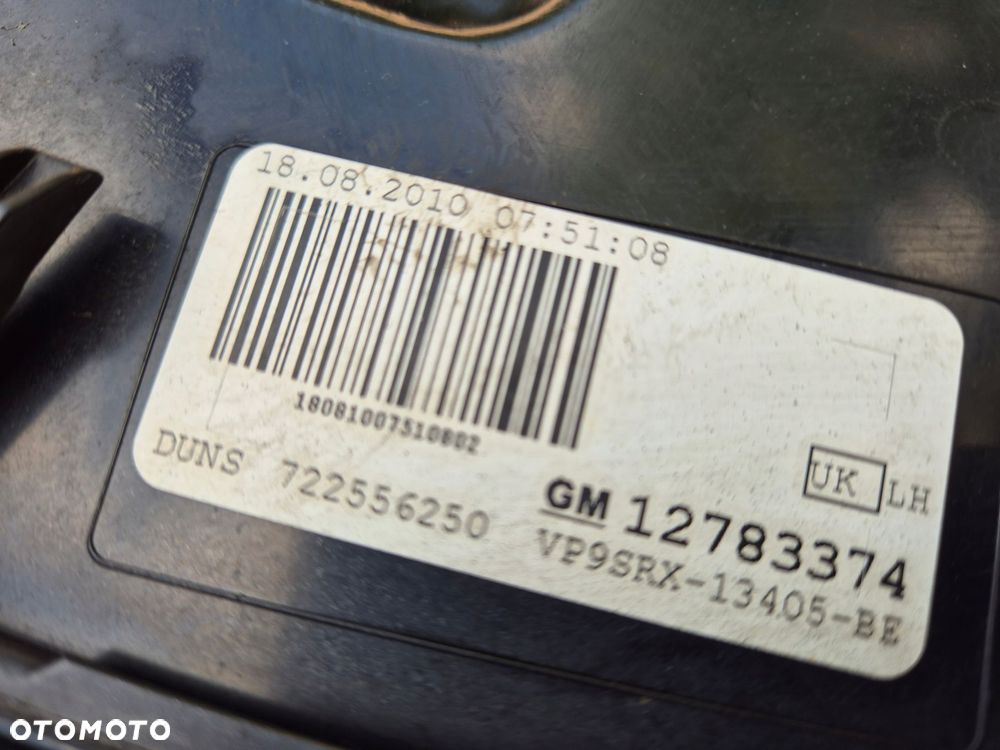 18.08.2010 07:51:08
18081007510802
UK LH
DUNS 722556250 GM 12783374
VP9SRX-13405-BE
OTOMOTO